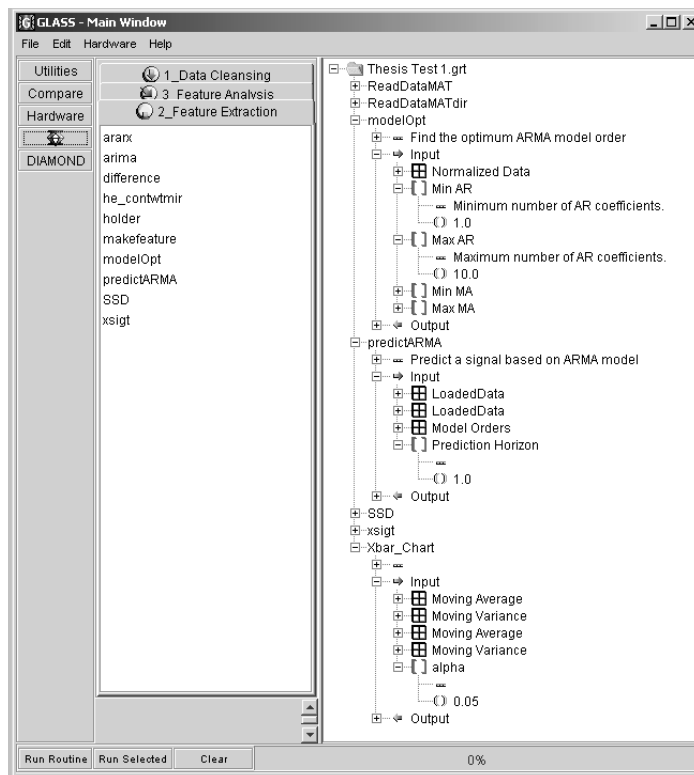 GLASS - Main Window
File Edit Hardware Help
Utilities
Compare
Hardware
DIAMOND
1_Data Cleansing
3_Feature Analysis
2_Feature Extraction
ararx
arima
difference
he_contwtmir
holder
makefeature
modelOpt
predictARMA
SSD
xsigt
Thesis Test 1.grt
ReadDataMAT
ReadDataMATdir
modelOpt
Find the optimum ARMA model order
Input
Normalized Data
Min AR
Minimum number of AR coefficients.
1.0
Max AR
Maximum number of AR coefficients.
10.0
Min MA
Max MA
Output
predictARMA
Predict a signal based on ARMA model
Input
LoadedData
LoadedData
Model Orders
Prediction Horizon
1.0
Output
SSD
xsigt
Xbar_Chart
Input
Moving Average
Moving Variance
Moving Average
Moving Variance
alpha
0.05
Output
Run Routine Run Selected Clear 0%